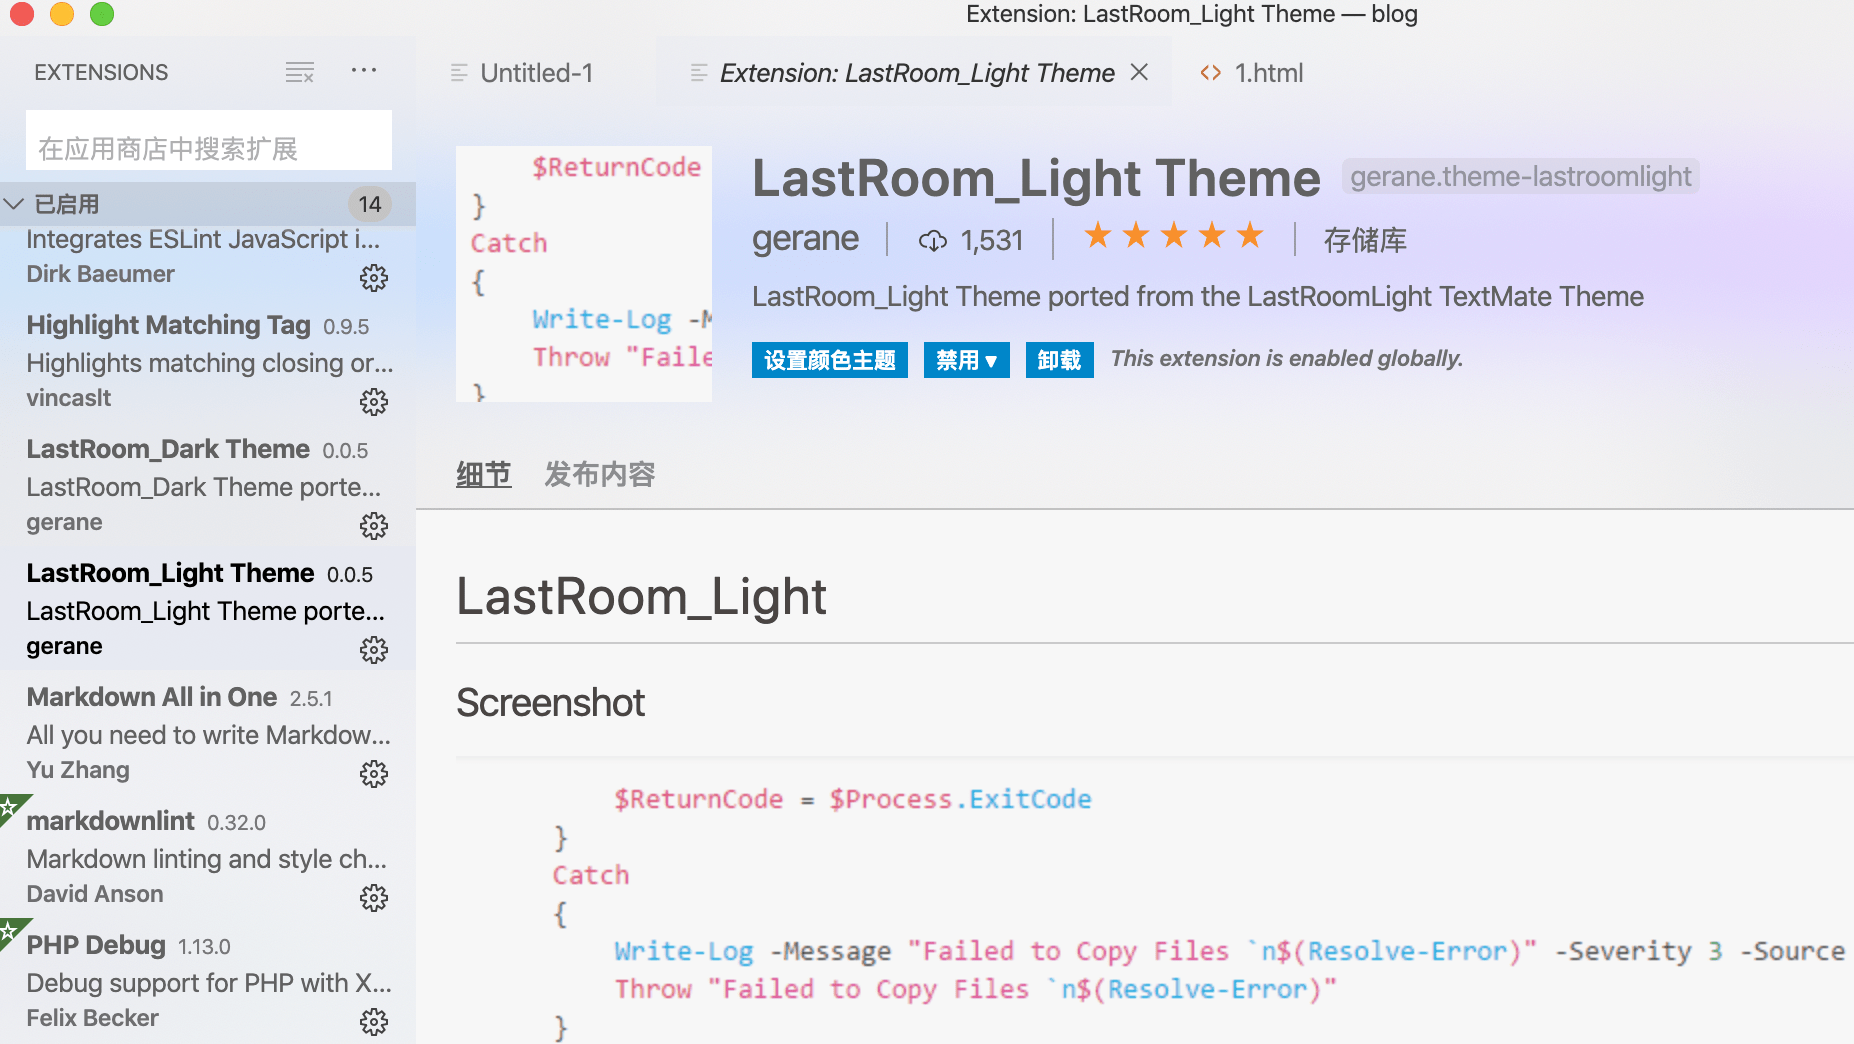 Extension: LastRoom_Light Theme — blog
EXTENSIONS
在应用商店中搜索扩展
已启用 14
Integrates ESLint JavaScript i...
Dirk Baeumer
Highlight Matching Tag 0.9.5
Highlights matching closing or...
vincaslt
LastRoom_Dark Theme 0.0.5
LastRoom_Dark Theme porte...
gerane
LastRoom_Light Theme 0.0.5
LastRoom_Light Theme porte...
gerane
Markdown All in One 2.5.1
All you need to write Markdow...
Yu Zhang
markdownlint 0.32.0
Markdown linting and style ch...
David Anson
PHP Debug 1.13.0
Debug support for PHP with X...
Felix Becker
Untitled-1
Extension: LastRoom_Light Theme
1.html
$ReturnCode
}
Catch
{
Write-Log -M
Throw "Faile
}
LastRoom_Light Theme gerane.theme-lastroomlight
gerane 1,531 存储库
LastRoom_Light Theme ported from the LastRoomLight TextMate Theme
设置颜色主题 禁用 卸载 This extension is enabled globally.
细节 发布内容
LastRoom_Light
Screenshot
$ReturnCode = $Process.ExitCode
}
Catch
{
Write-Log -Message "Failed to Copy Files `n$(Resolve-Error)" -Severity 3 -Source
Throw "Failed to Copy Files `n$(Resolve-Error)"
}